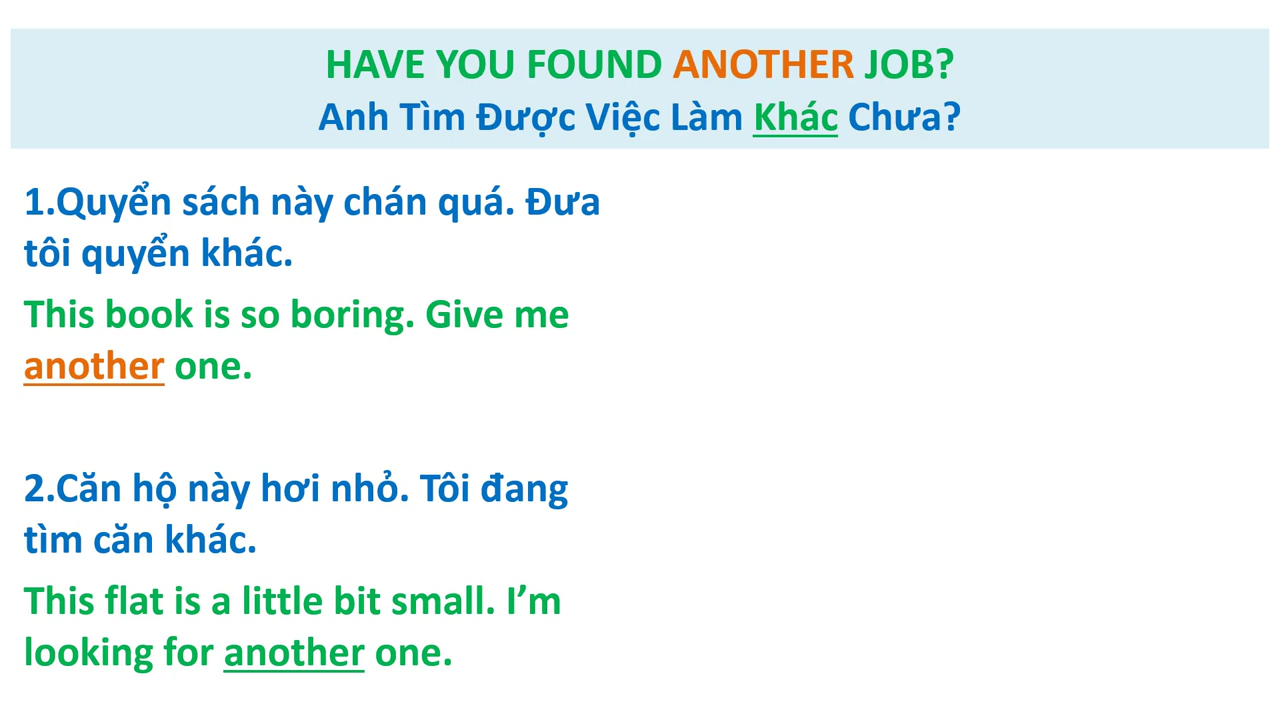 HAVE YOU FOUND ANOTHER JOB?
Anh Tìm Được Việc Làm Khác Chưa?
1.Quyển sách này chán quá. Đưa
tôi quyển khác.
This book is so boring. Give me
another one.
2.Căn hộ này hơi nhỏ. Tôi đang
tìm căn khác.
This flat is a little bit small. I’m
looking for another one.